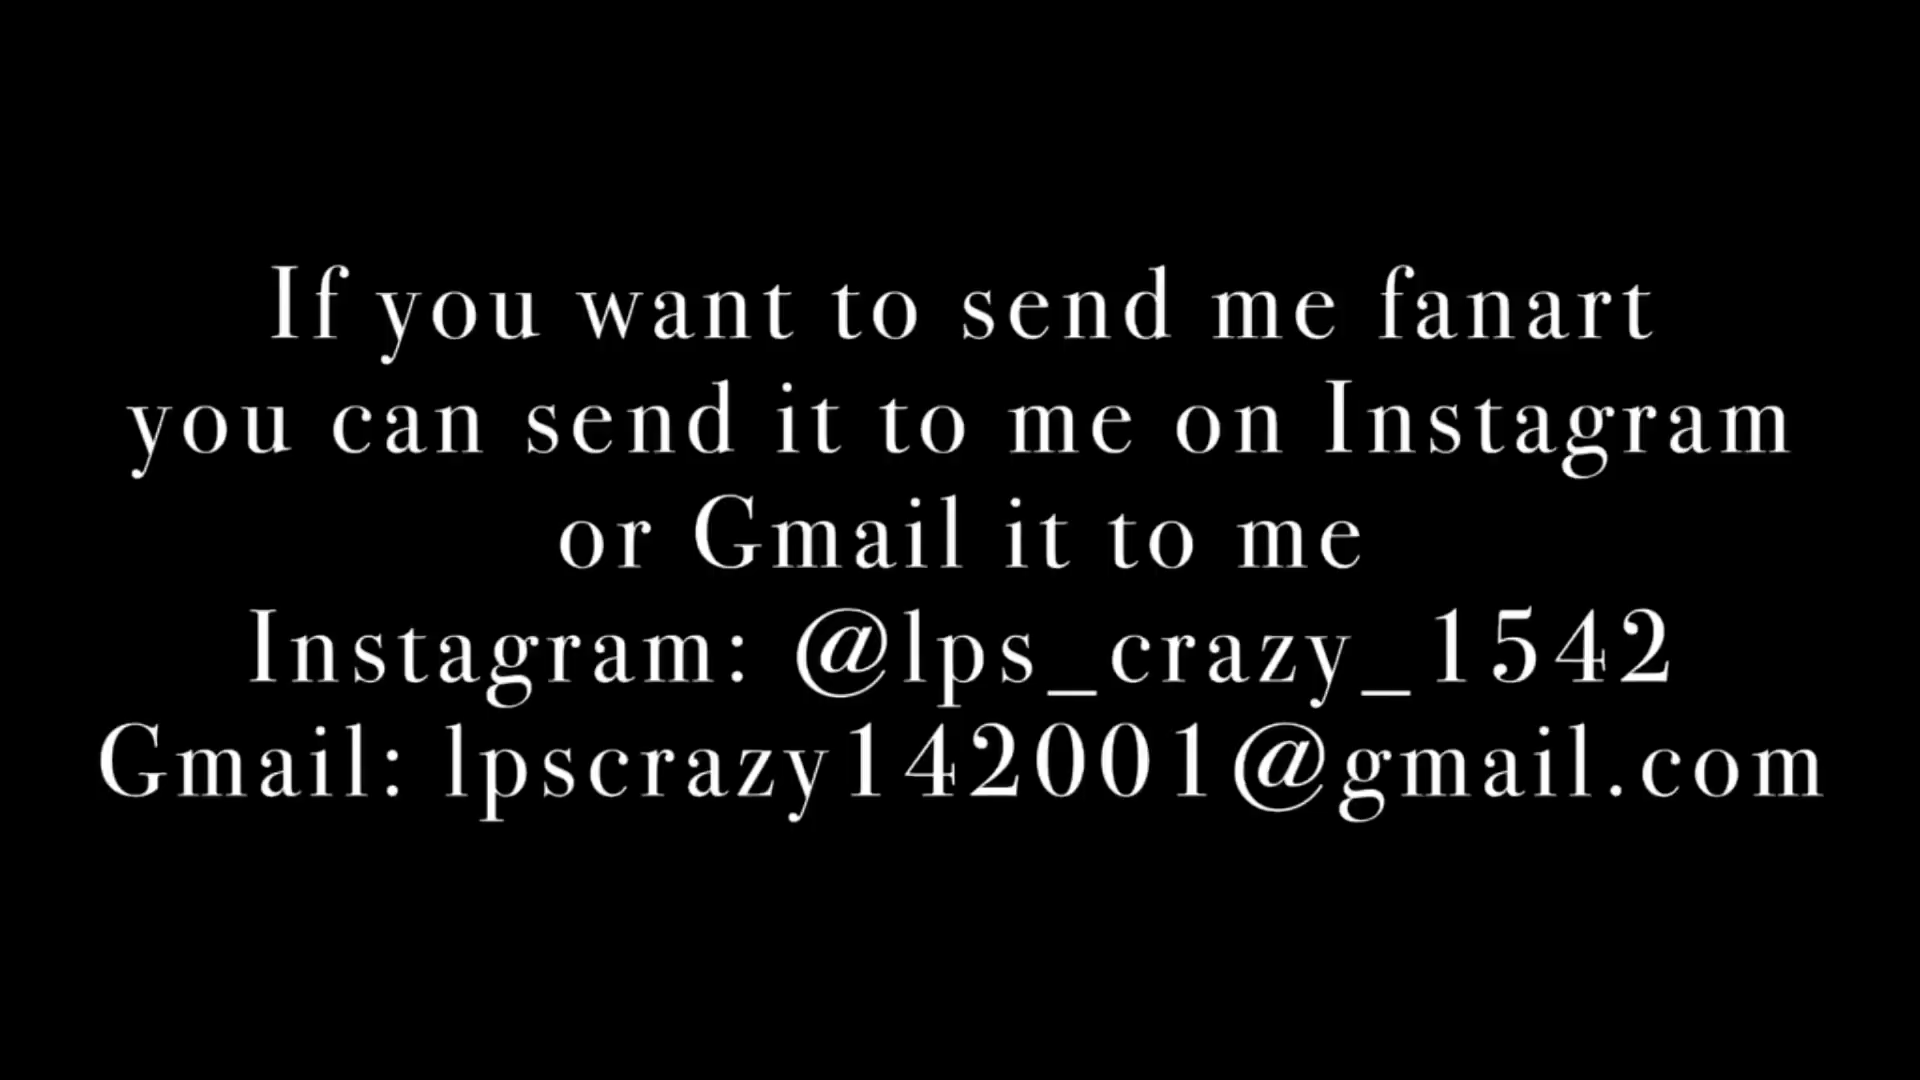 If you want to send me fanart
you can send it to me on Instagram
or Gmail it to me
Instagram: @lps_crazy_1542
Gmail: lpscrazy142001@gmail.com